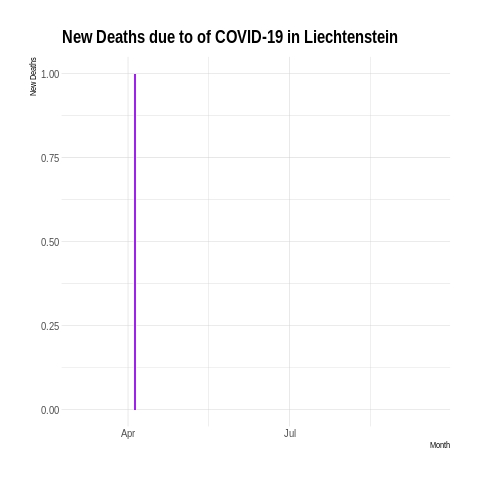 New Deaths due to of COVID-19 in Liechtenstein
New Deaths
1.00
0.75
0.50
0.25
0.00
Apr
Jul
Month